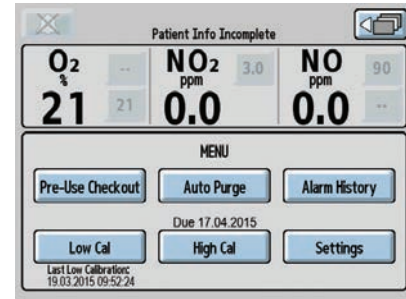 Patient Info Incomplete
O2 % -- NO2 ppm 3.0 NO ppm 90
21 21 0.0 0.0 --
MENU
Pre-Use Checkout Auto Purge Alarm History
Due 17.04.2015
Low Cal High Cal Settings
Last Low Calibration:
19.03.2015 09:52:24